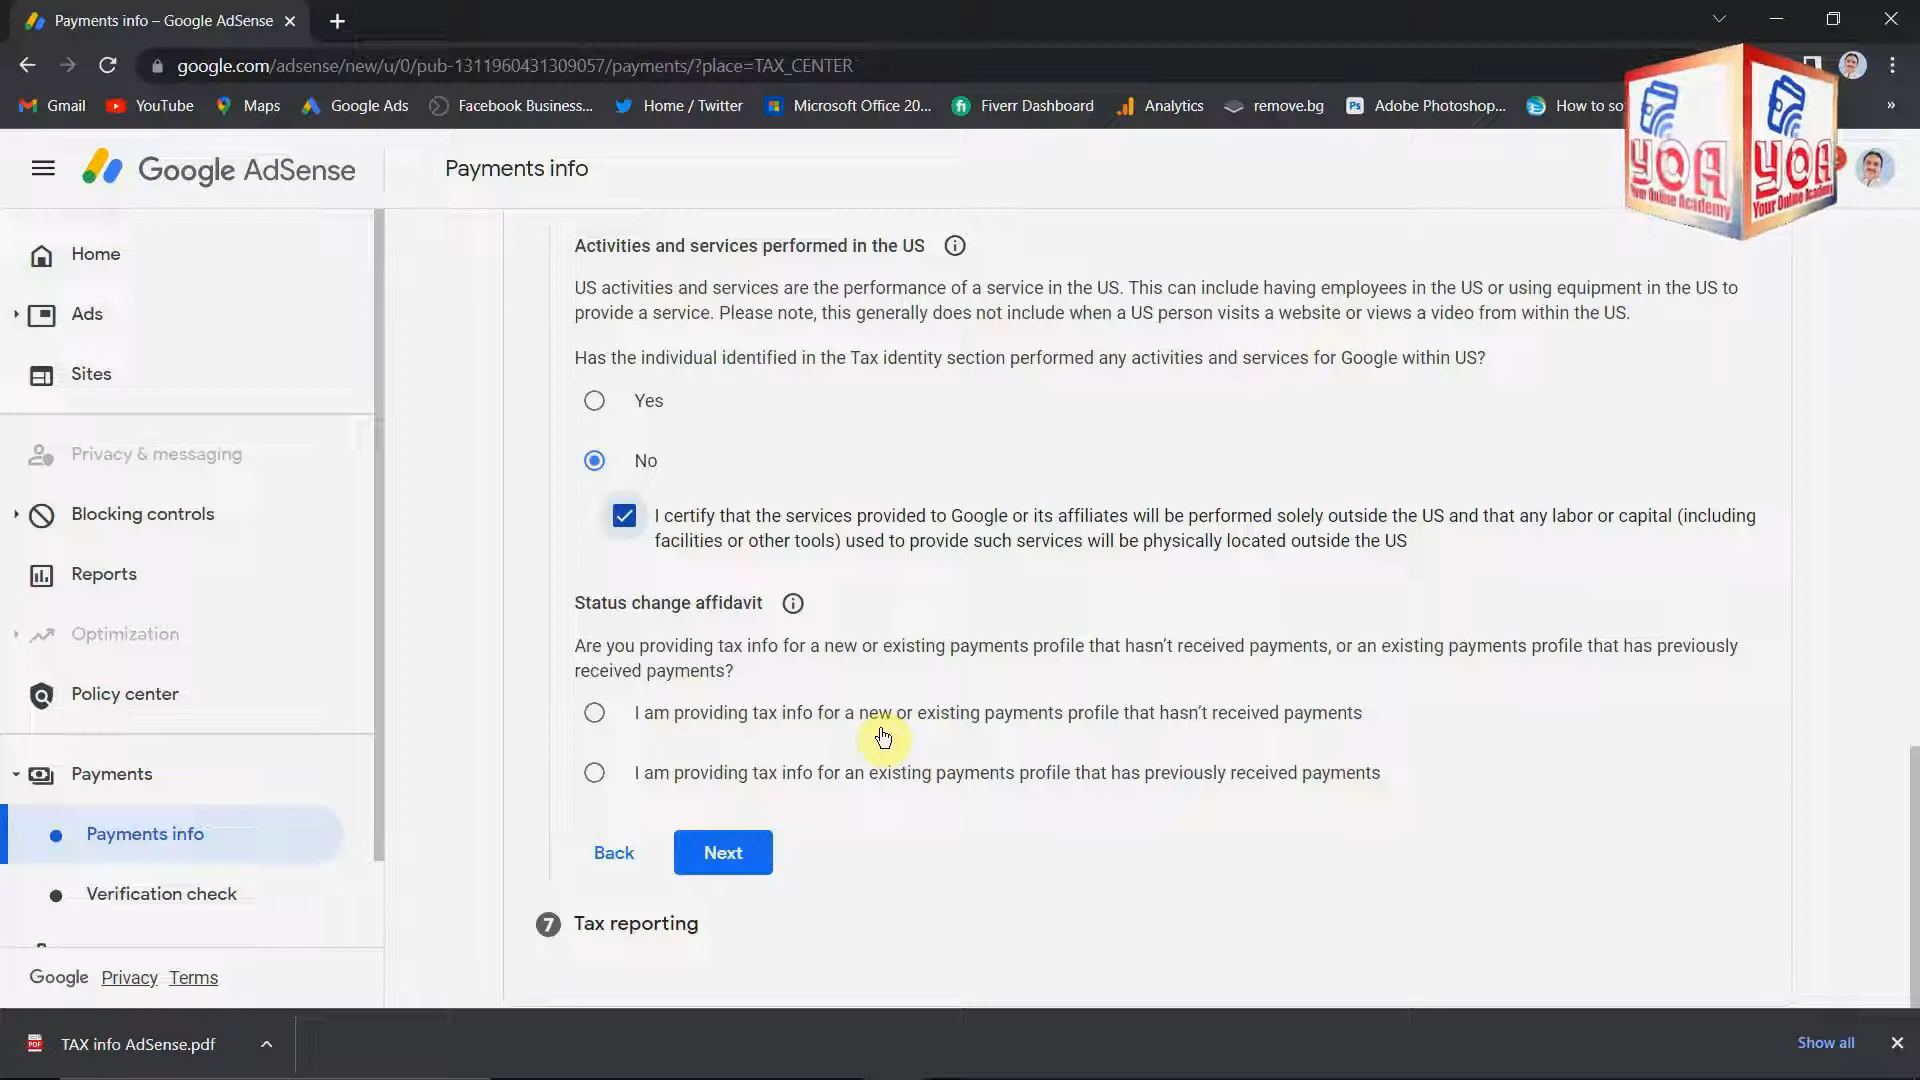 Payments info – Google AdSense
google.com/adsense/new/u/0/pub-1311960431309057/payments/?place=TAX_CENTER
Gmail
YouTube
Maps
Google Ads
Facebook Business...
Home / Twitter
Microsoft Office 20...
Fiverr Dashboard
Analytics
remove.bg
Adobe Photoshop...
How to so
»
YOA
Your Online Academy
YOA
Your Online Academy
Google AdSense
Payments info
Home
Ads
Sites
Privacy & messaging
Blocking controls
Reports
Optimization
Policy center
Payments
Payments info
Verification check
Google Privacy Terms
Activities and services performed in the US
US activities and services are the performance of a service in the US. This can include having employees in the US or using equipment in the US to
provide a service. Please note, this generally does not include when a US person visits a website or views a video from within the US.
Has the individual identified in the Tax identity section performed any activities and services for Google within US?
Yes
No
I certify that the services provided to Google or its affiliates will be performed solely outside the US and that any labor or capital (including
facilities or other tools) used to provide such services will be physically located outside the US
Status change affidavit
Are you providing tax info for a new or existing payments profile that hasn't received payments, or an existing payments profile that has previously
received payments?
I am providing tax info for a new or existing payments profile that hasn't received payments
I am providing tax info for an existing payments profile that has previously received payments
Back
Next
7 Tax reporting
PDF
TAX info AdSense.pdf
Show all